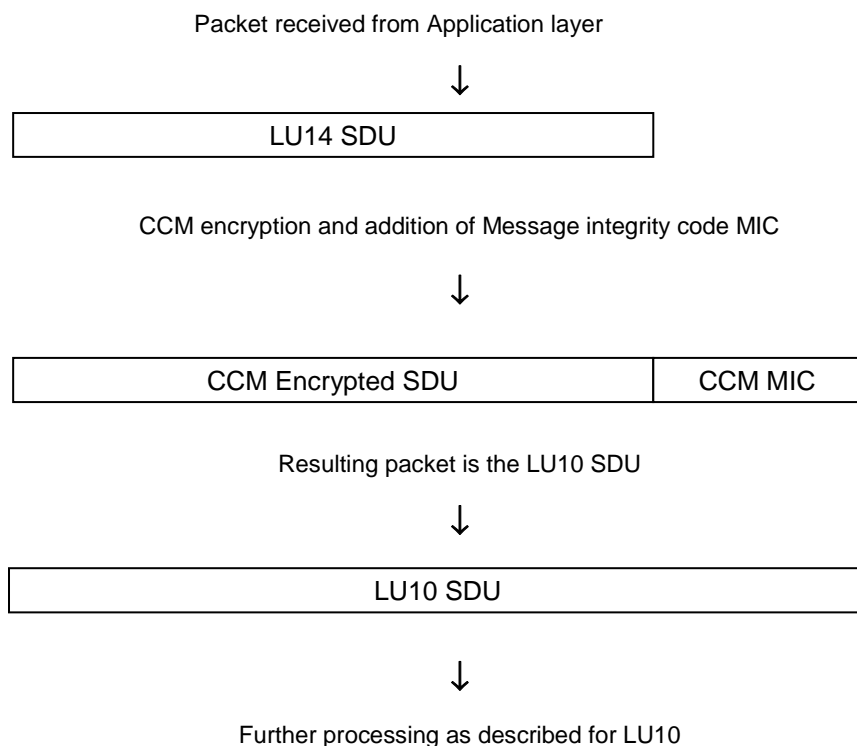 Packet received from Application layer
LU14 SDU
CCM encryption and addition of Message integrity code MIC
CCM Encrypted SDU CCM MIC
Resulting packet is the LU10 SDU
LU10 SDU
Further processing as described for LU10